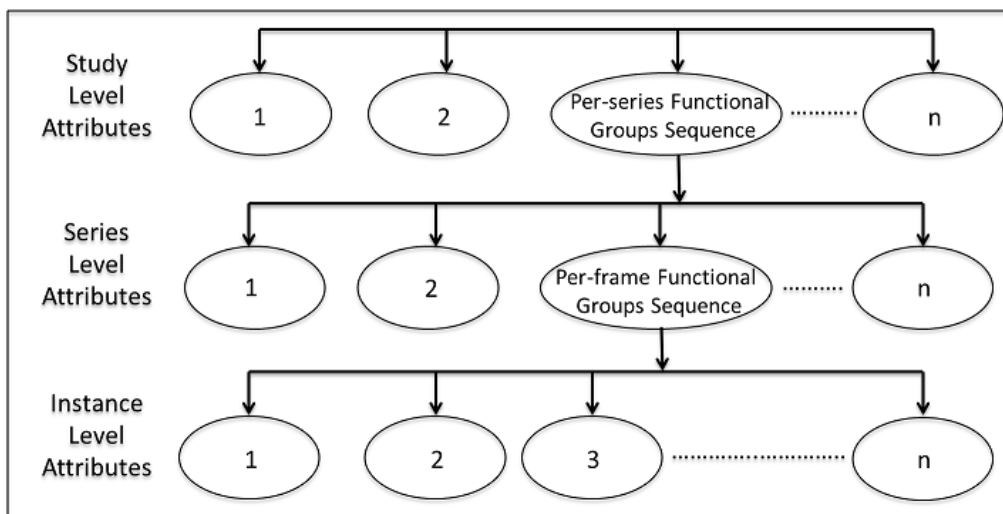 Study
Level
Attributes
1
2
Per-series Functional
Groups Sequence
n
Series
Level
Attributes
1
2
Per-frame Functional
Groups Sequence
n
Instance
Level
Attributes
1
2
3
n